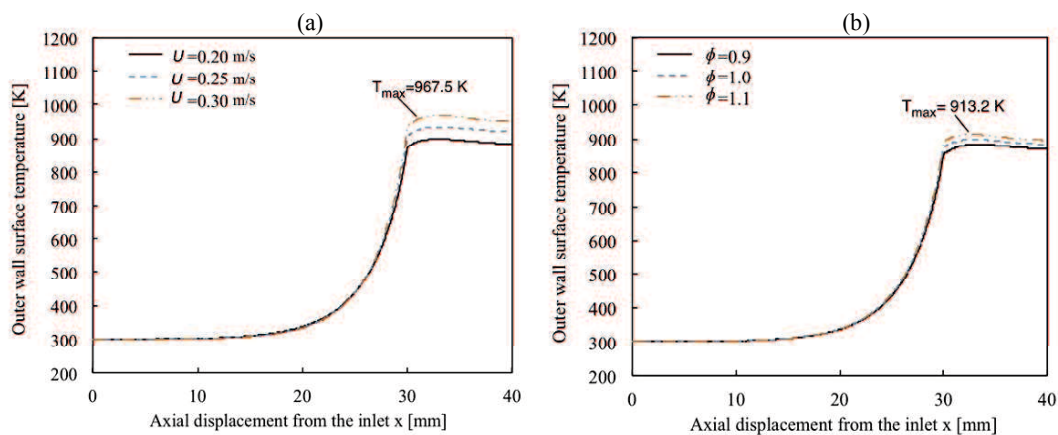 (a)
1200
1100
1000
900
800
700
600
500
400
300
200
Outer wall surface temperature [K]
U=0.20 m/s
U=0.25 m/s
U=0.30 m/s
Tmax=967.5 K
0 10 20 30 40
Axial displacement from the inlet x [mm]
(b)
1200
1100
1000
900
800
700
600
500
400
300
200
Outer wall surface temperature [K]
ϕ=0.9
ϕ=1.0
ϕ=1.1
Tmax= 913.2 K
0 10 20 30 40
Axial displacement from the inlet x [mm]